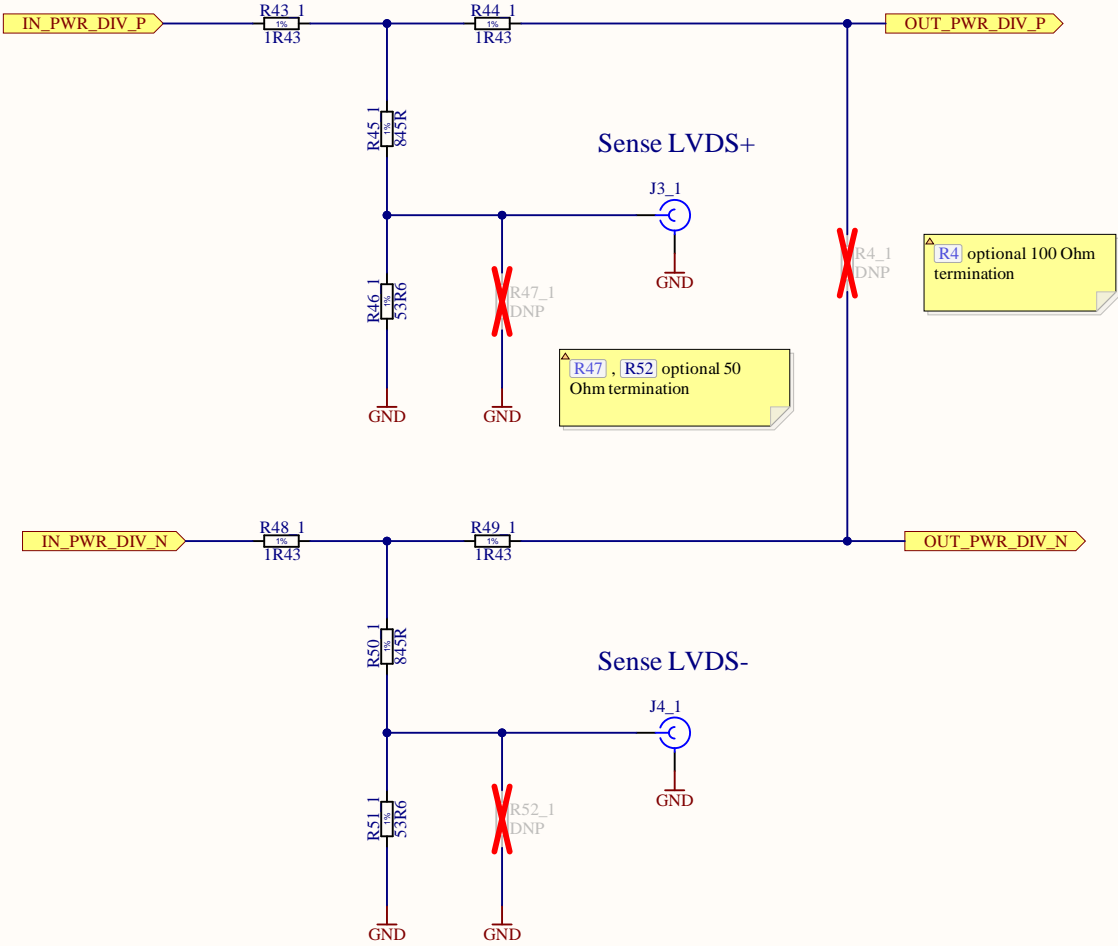 R43_1
R44_1
IN_PWR_DIV_P
1%
1%
OUT_PWR_DIV_P
1R43
1R43
R45_1
1%
845R
Sense LVDS+
J3_1
GND
R46_1
1%
53R6
R47_1
DNP
R4_1
DNP
R4 optional 100 Ohm
termination
R47 , R52 optional 50
Ohm termination
GND
GND
R48_1
R49_1
IN_PWR_DIV_N
1%
1%
OUT_PWR_DIV_N
1R43
1R43
R50_1
1%
845R
Sense LVDS-
J4_1
GND
R51_1
1%
53R6
R52_1
DNP
GND
GND